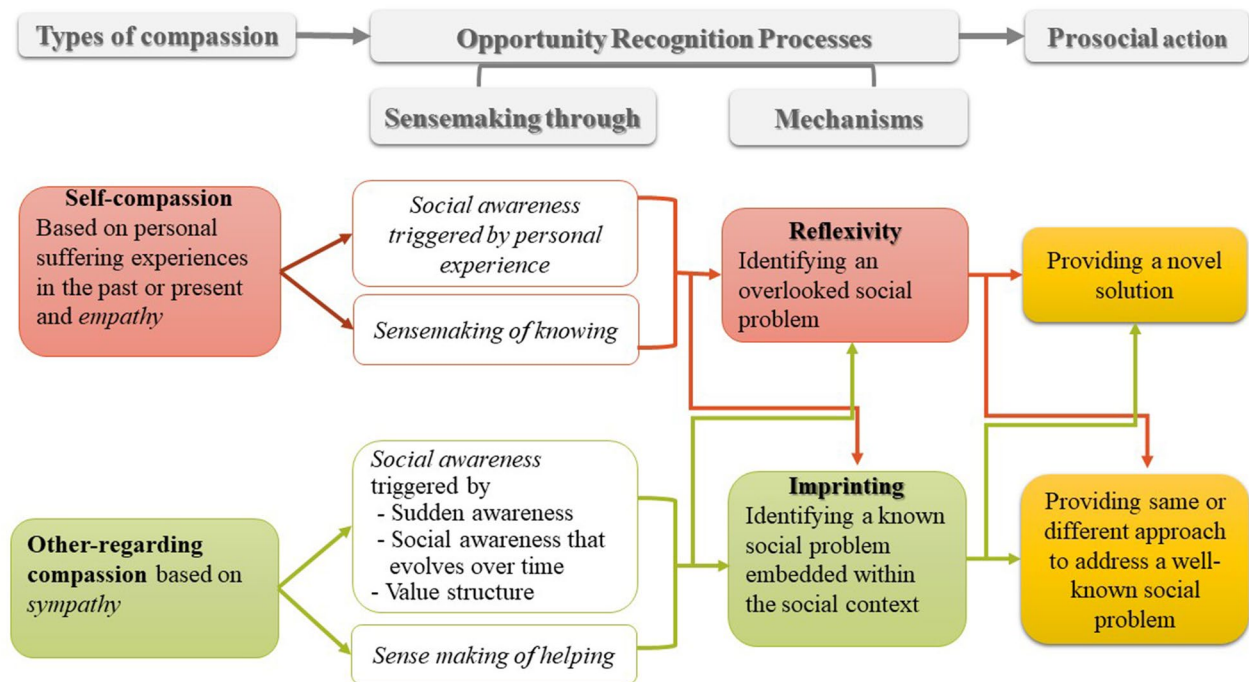 Types of compassion
Opportunity Recognition Processes
Prosocial action
Sensemaking through
Mechanisms
Self-compassion
Based on personal
suffering experiences
in the past or present
and empathy
Social awareness
triggered by personal
experience
Sensemaking of knowing
Reflexivity
Identifying an
overlooked social
problem
Providing a novel
solution
Other-regarding
compassion based on
sympathy
Social awareness
triggered by
- Sudden awareness
- Social awareness that
evolves over time
- Value structure
Sense making of helping
Imprinting
Identifying a known
social problem
embedded within
the social context
Providing same or
different approach
to address a well-
known social
problem